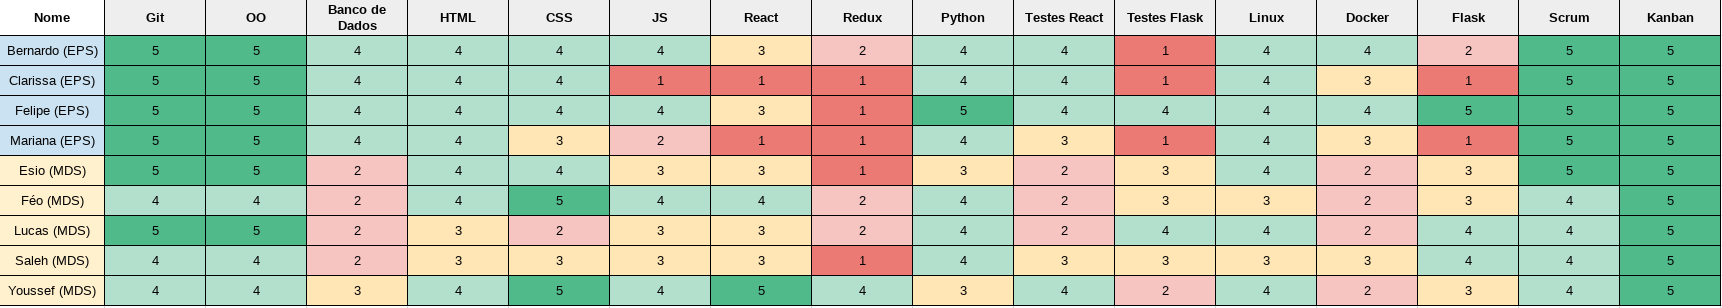 Nome Git OO Banco de Dados HTML CSS JS React Redux Python Testes React Testes Flask Linux Docker Flask Scrum Kanban
Bernardo (EPS) 5 5 4 4 4 4 3 2 4 4 1 4 4 2 5 5
Clarissa (EPS) 5 5 4 4 4 1 1 1 4 4 1 4 3 1 5 5
Felipe (EPS) 5 5 4 4 4 4 3 1 5 4 4 4 4 5 5 5
Mariana (EPS) 5 5 4 4 3 2 1 1 4 3 1 4 3 1 5 5
Esio (MDS) 5 5 2 4 4 3 3 1 3 2 3 4 2 3 5 5
Féo (MDS) 4 4 2 4 5 4 4 2 4 2 3 3 2 3 4 5
Lucas (MDS) 5 5 2 3 2 3 3 2 4 2 4 4 2 4 4 5
Saleh (MDS) 4 4 2 3 3 3 3 1 4 3 3 3 3 4 4 5
Youssef (MDS) 4 4 3 4 5 4 5 4 3 4 2 4 2 3 4 5